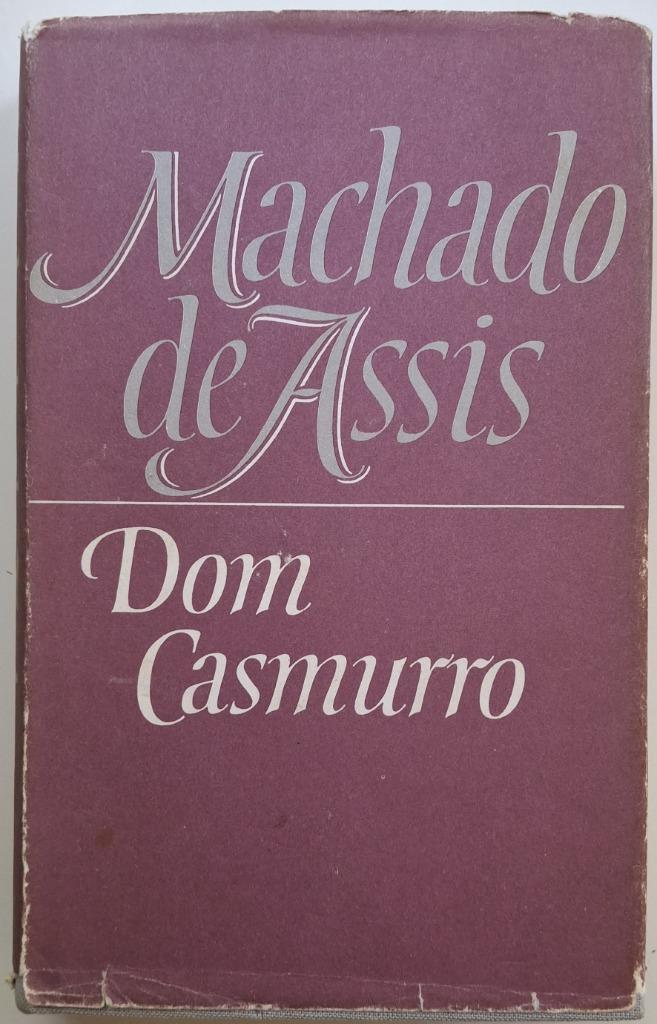 Machado
de Assis
Dom
Casmurro